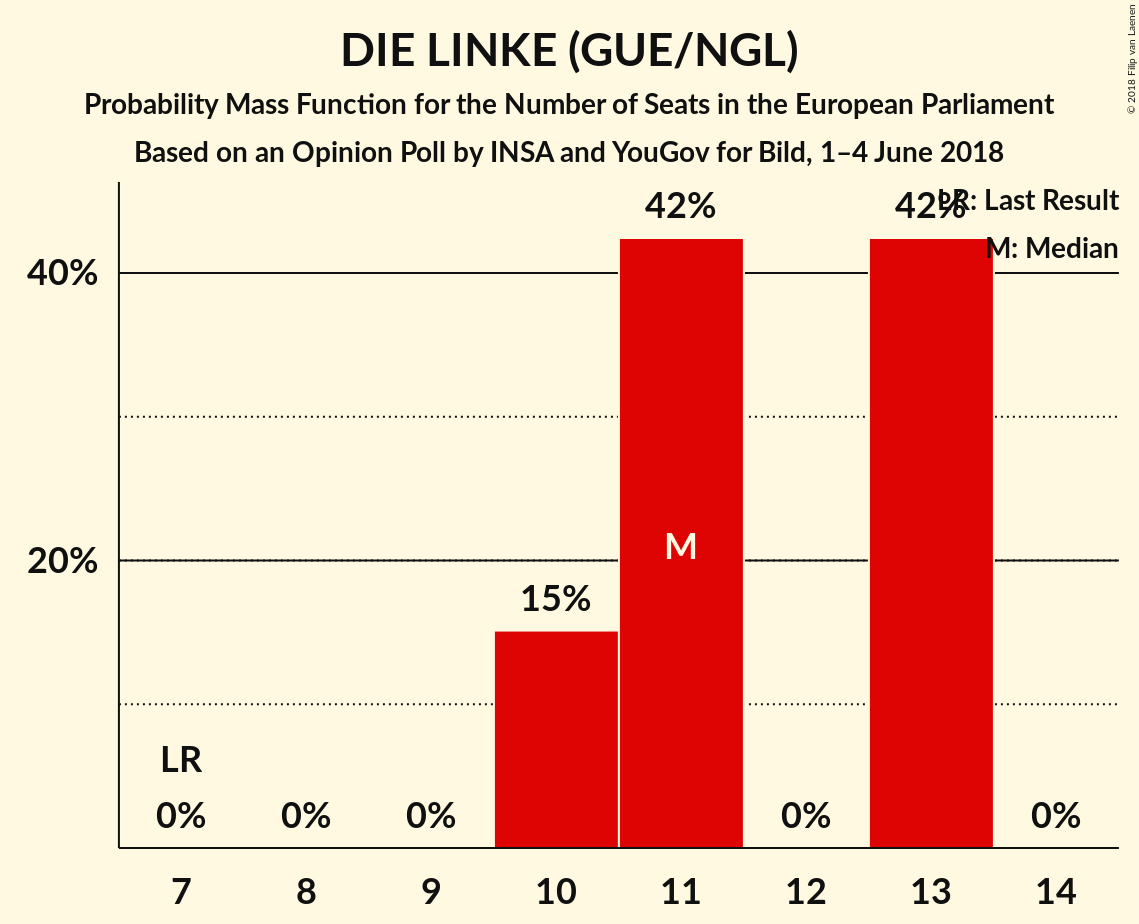 DIE LINKE (GUE/NGL)
Probability Mass Function for the Number of Seats in the European Parliament
Based on an Opinion Poll by INSA and YouGov for Bild, 1–4 June 2018
© 2018 Filip van Laenen
LR: Last Result
M: Median
42%
42%
40%
M
20%
15%
LR
0%
0%
0%
0%
0%
7
8
9
10
11
12
13
14